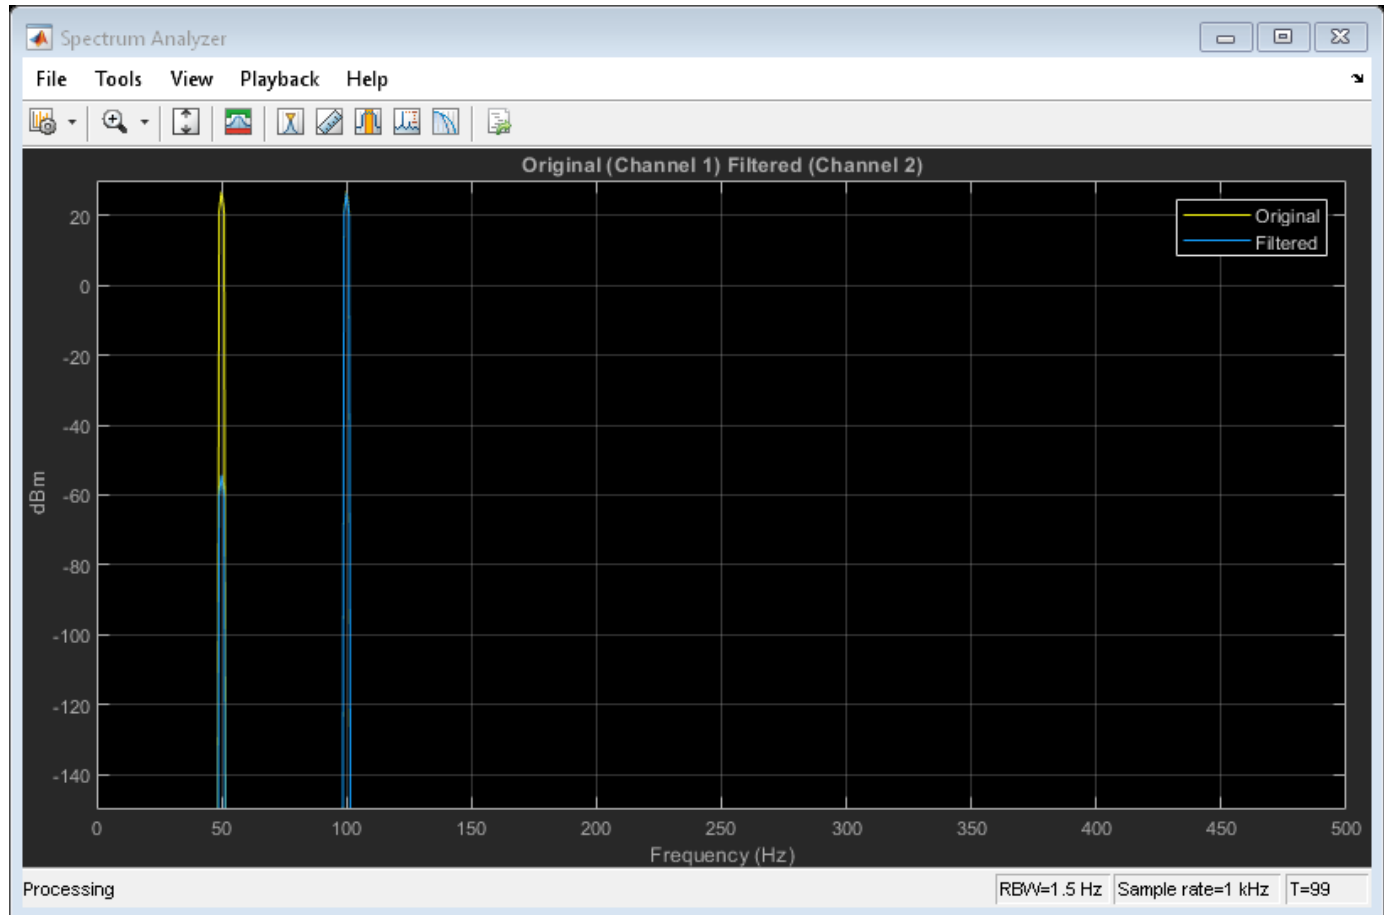 Spectrum Analyzer
File Tools View Playback Help
Original (Channel 1) Filtered (Channel 2)
Original
Filtered
20
0
-20
-40
-60
-80
-100
-120
-140
dBm
0 50 100 150 200 250 300 350 400 450 500
Frequency (Hz)
Processing RBW=1.5 Hz Sample rate=1 kHz T=99